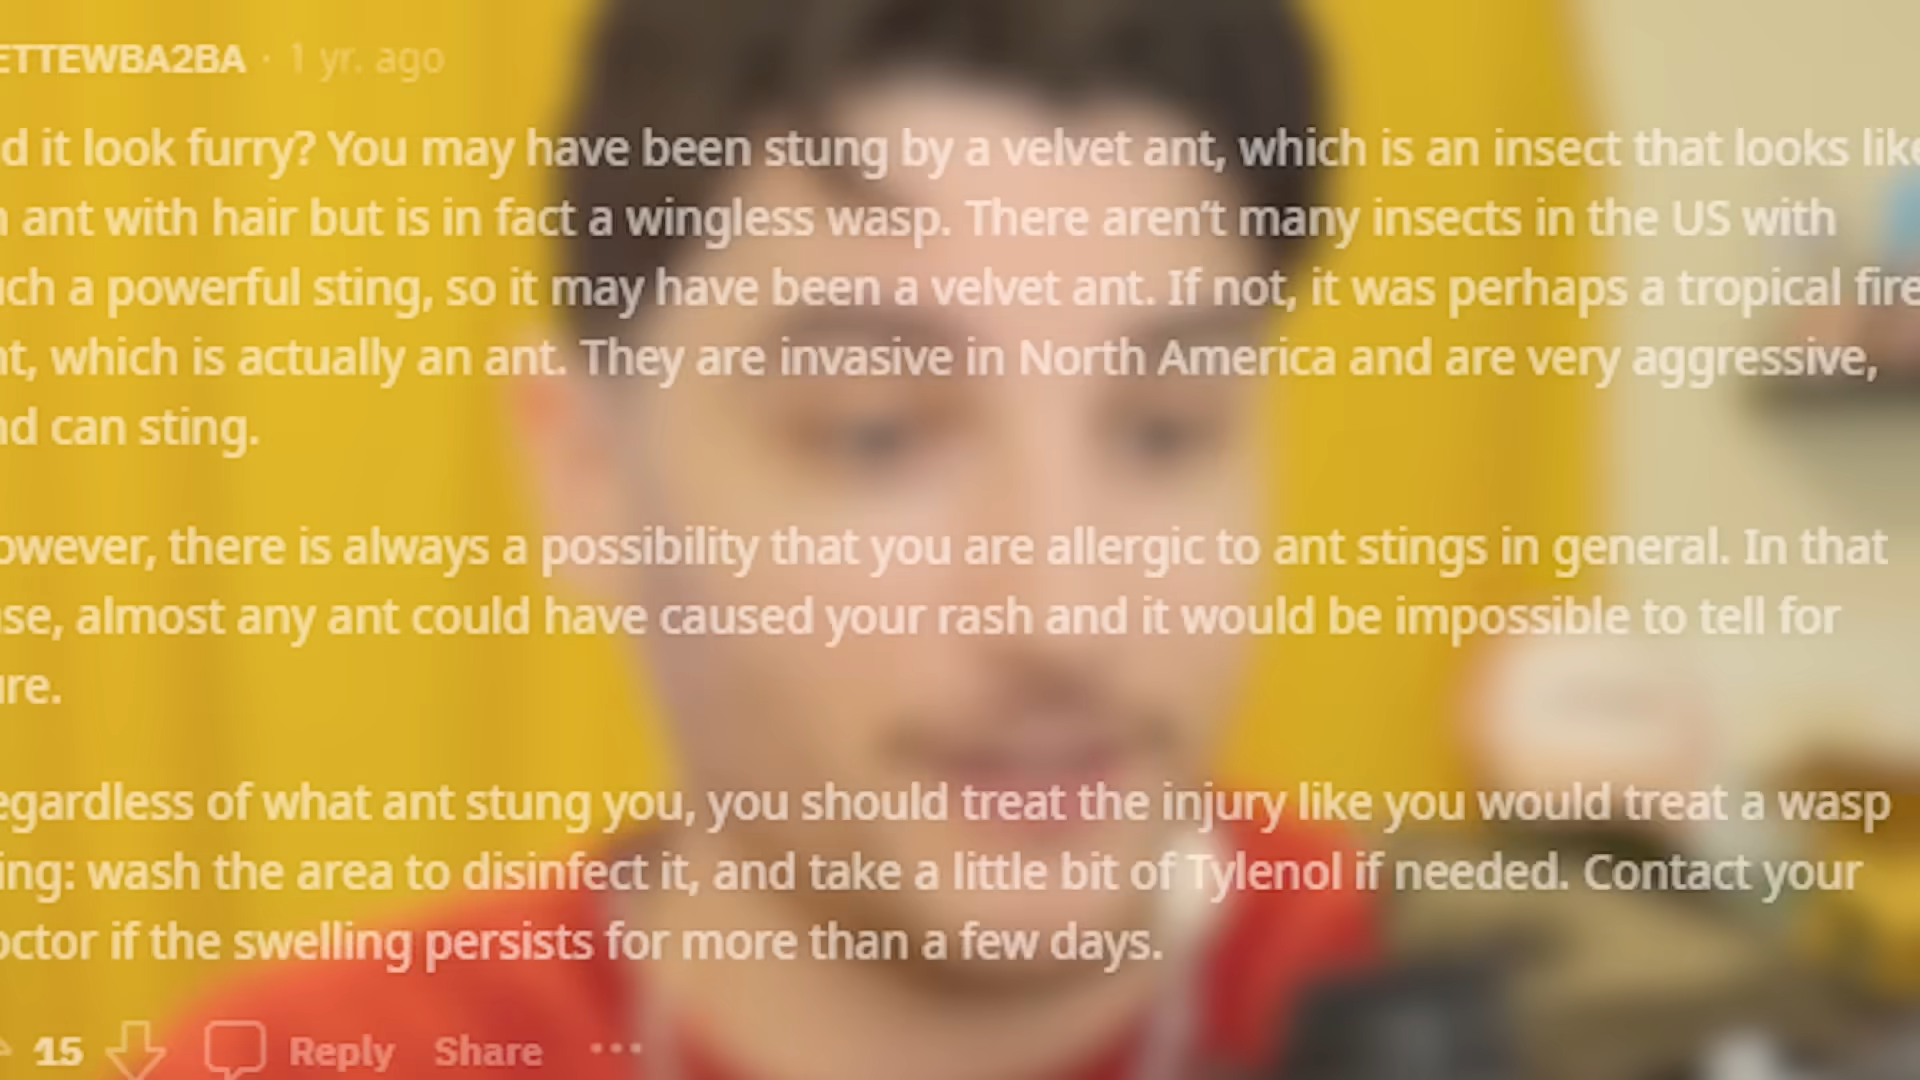 ETTEWBA2BA · 1 yr. ago
d it look furry? You may have been stung by a velvet ant, which is an insect that looks like
ant with hair but is in fact a wingless wasp. There aren't many insects in the US with
uch a powerful sting, so it may have been a velvet ant. If not, it was perhaps a tropical fire
nt, which is actually an ant. They are invasive in North America and are very aggressive,
nd can sting.
owever, there is always a possibility that you are allergic to ant stings in general. In that
ase, almost any ant could have caused your rash and it would be impossible to tell for
ure.
egardless of what ant stung you, you should treat the injury like you would treat a wasp
ing: wash the area to disinfect it, and take a little bit of Tylenol if needed. Contact your
octor if the swelling persists for more than a few days.
15 Reply Share ...